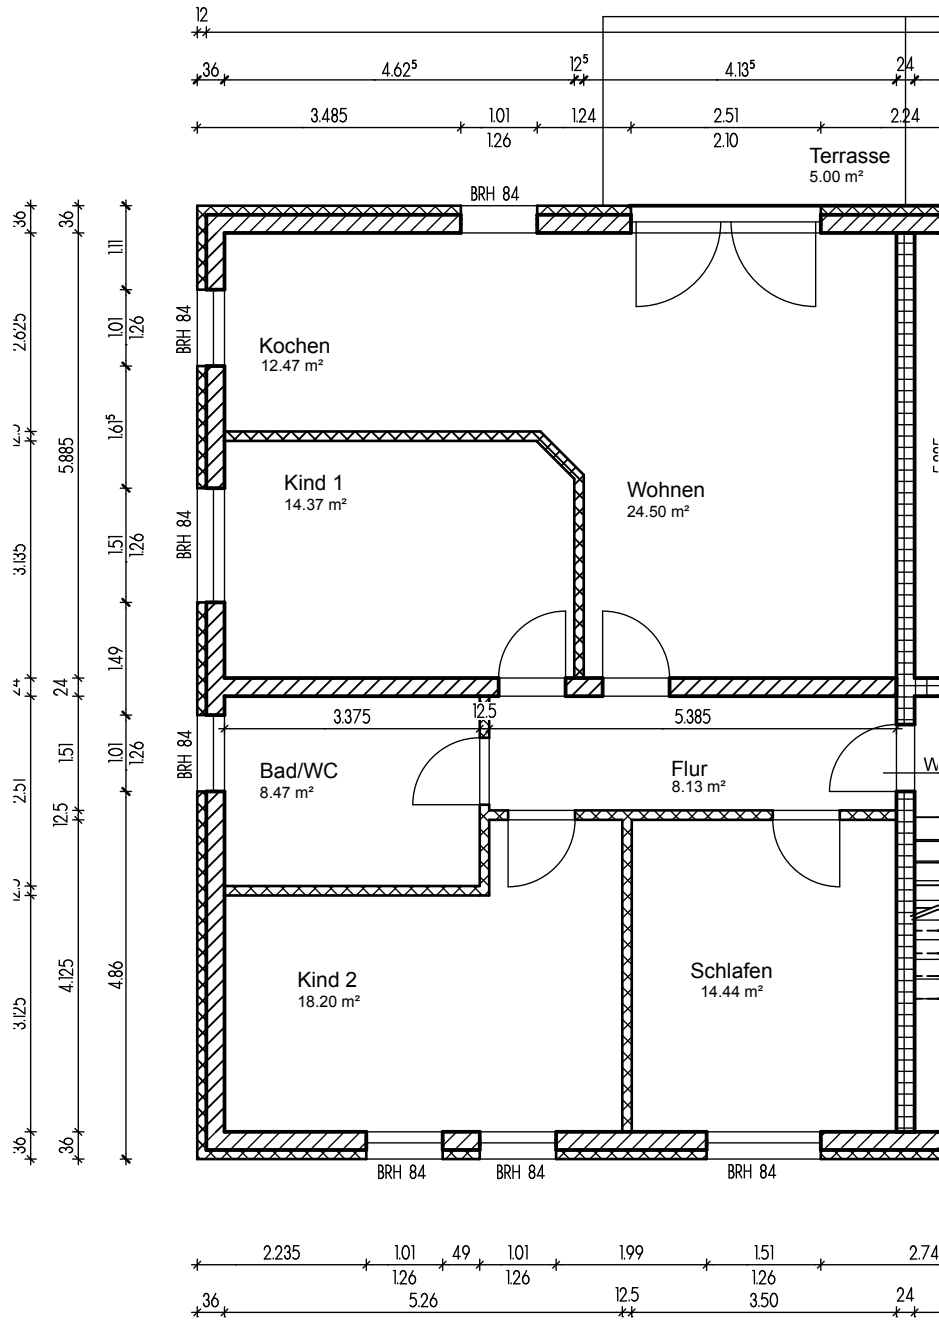 12
36 4.62⁵ 12⁵ 4.13⁵ 24
3.485 1.01 1.24 2.51 2.24
1.26 2.10
Terrasse
5.00 m²
BRH 84
36 36
1.11
2.625 1.01 1.26 BRH 84
Kochen
12.47 m²
12.5 5.885 1.61⁵
Kind 1
14.37 m²
Wohnen
24.50 m²
3.135 1.51 1.26 BRH 84
1.49
24 24
3.375 12.5 5.385
2.51 1.51 1.01 1.26 BRH 84
Bad/WC
8.47 m²
Flur
8.13 m²
W
12.5
12.5
4.125 4.86
3.125
Kind 2
18.20 m²
Schlafen
14.44 m²
36 36
BRH 84 BRH 84 BRH 84
2.235 1.01 49 1.01 1.99 1.51 2.74
1.26 1.26 1.26
36 5.26 12.5 3.50 24